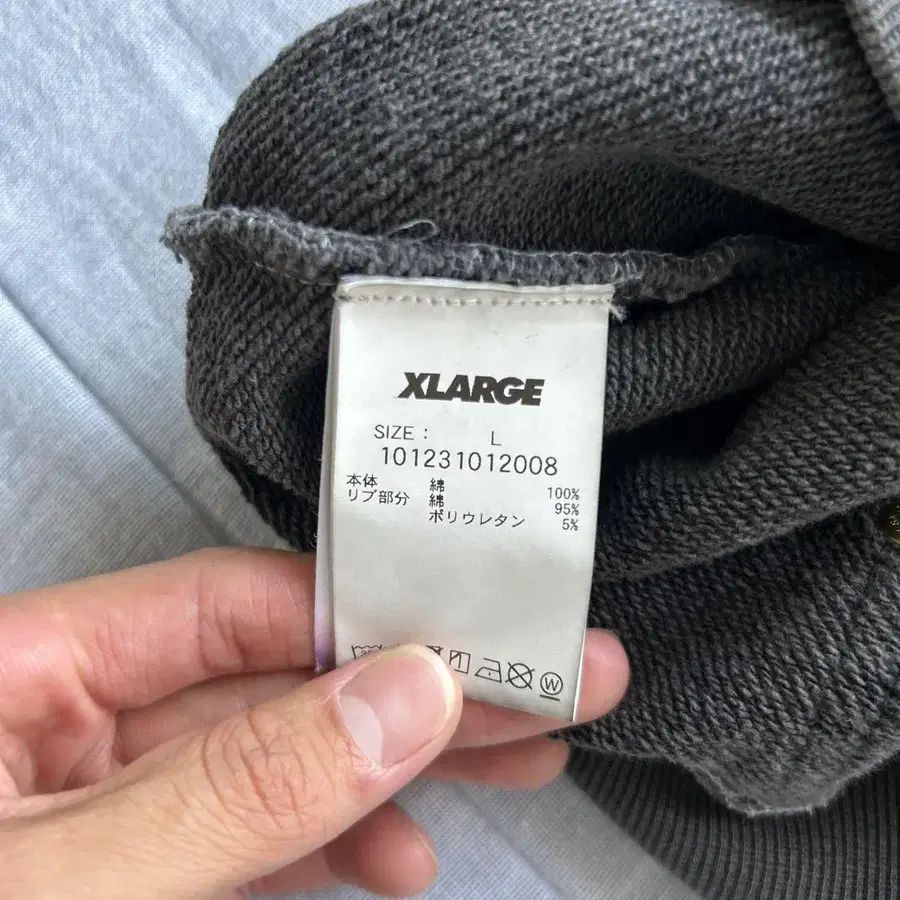 XLARGE
SIZE : L
101231012008
本体 綿 100%
リブ部分 綿 95%
ポリウレタン 5%
W